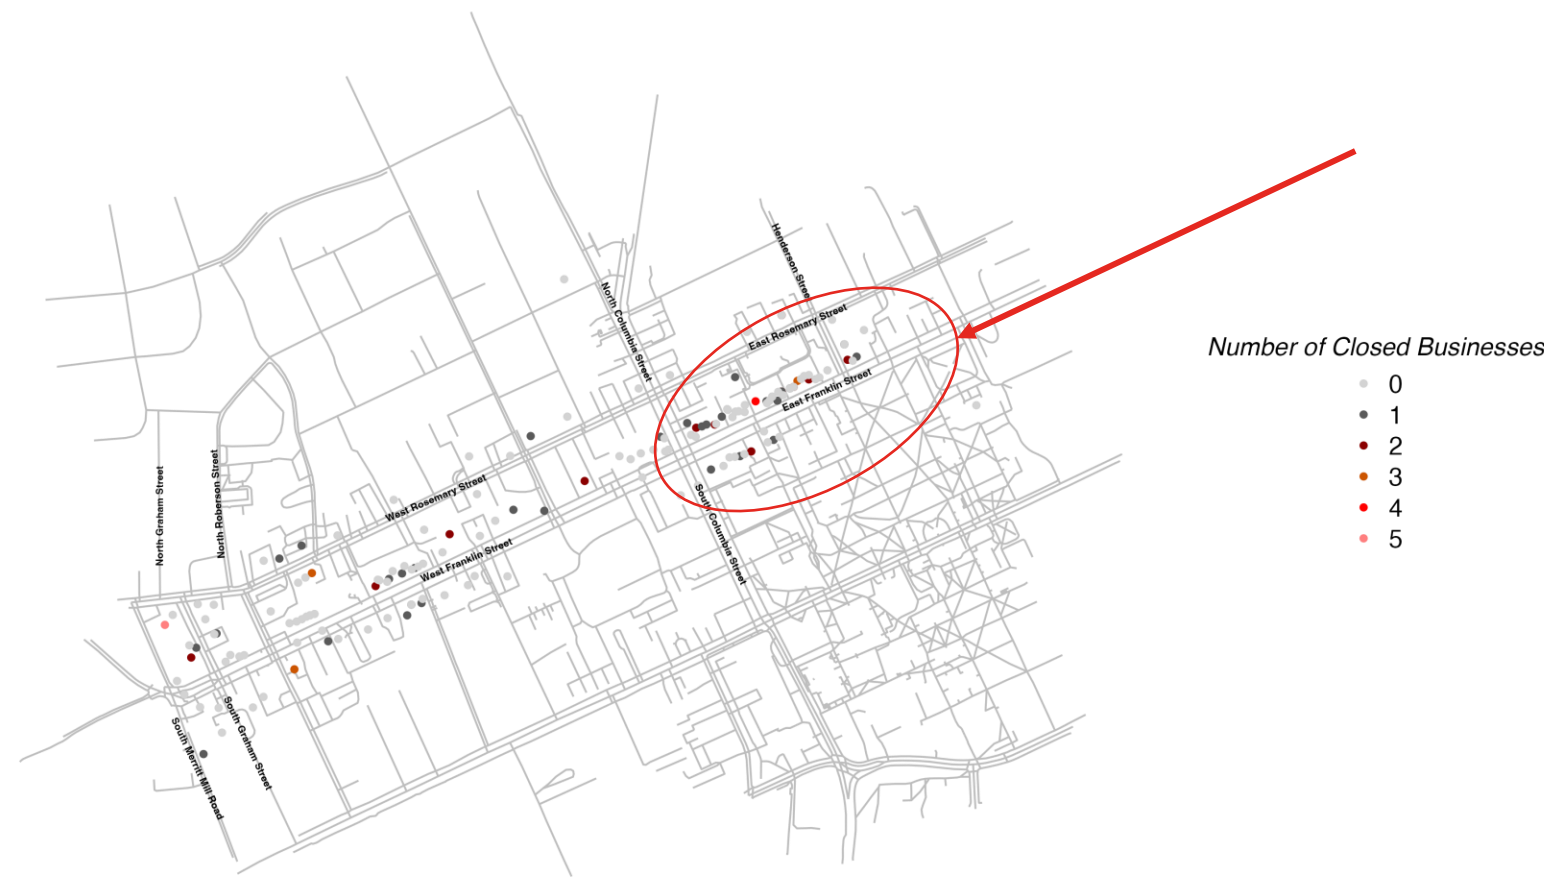 Henderson Street
North Columbia Street
East Rosemary Street
East Franklin Street
West Rosemary Street
North Graham Street
North Roberson Street
South Columbia Street
West Franklin Street
South Graham Street
South Merritt Mill Road
Number of Closed Businesses
0
1
2
3
4
5